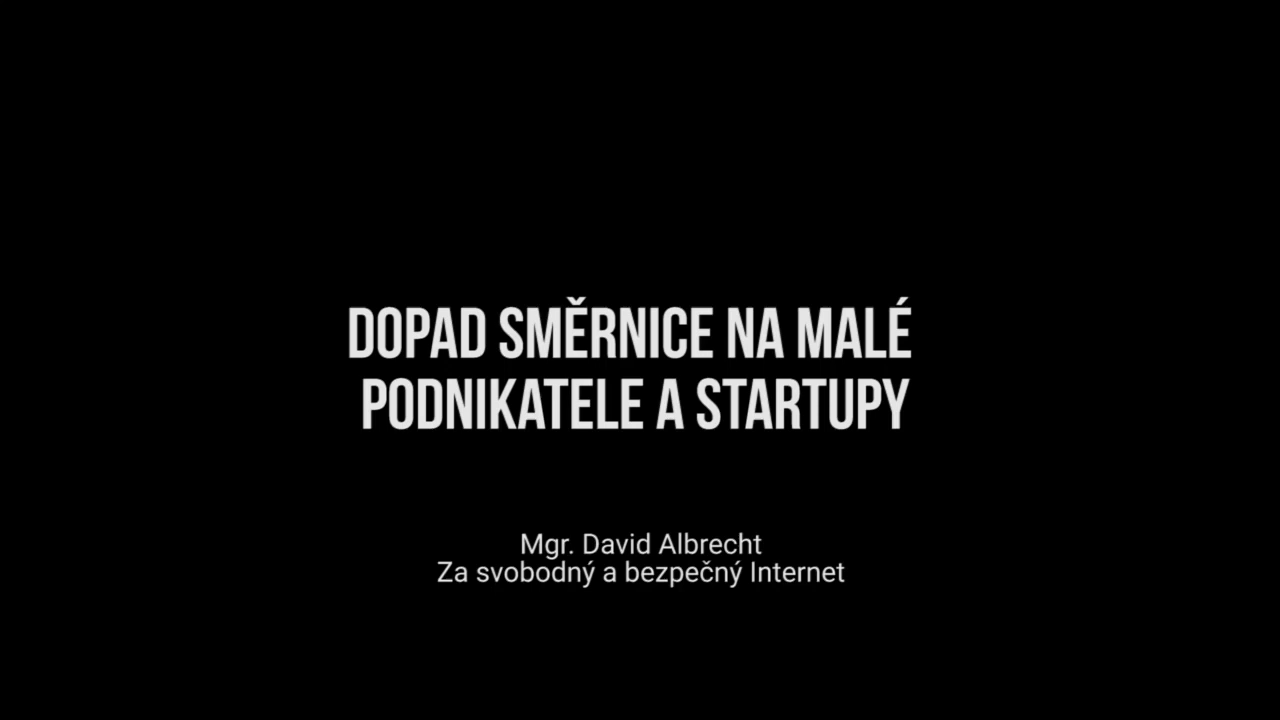 DOPAD SMĚRNICE NA MALÉ
PODNIKATELE A STARTUPY
Mgr. David Albrecht
Za svobodný a bezpečný Internet